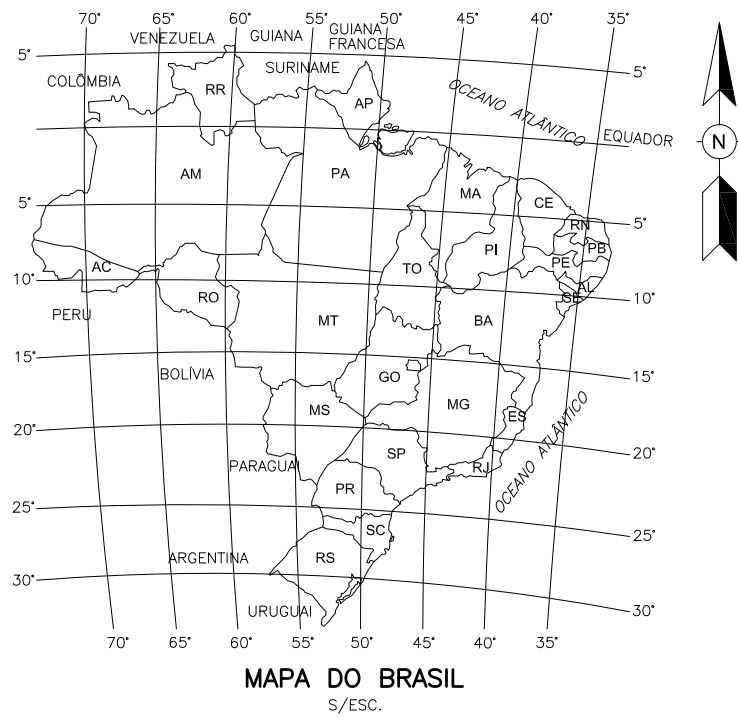 70° 65° 60° 55° 50° 45° 40° 35°
VENEZUELA GUIANA GUIANA
FRANCESA
5° SURINAME 5°
COLÔMBIA
RR AP OCEANO ATLÂNTICO
EQUADOR
N
AM PA MA CE
5° 5°
RN
PI PB
AC TO PE
10° RO AL 10°
SE
PERU
MT BA
15° 15°
BOLÍVIA GO
MS MG ES
20° 20°
SP
PARAGUAI RJ OCEANO ATLÂNTICO
PR
25° 25°
SC
ARGENTINA RS
30° 30°
URUGUAI
70° 65° 60° 55° 50° 45° 40° 35°
MAPA DO BRASIL
S/ESC.